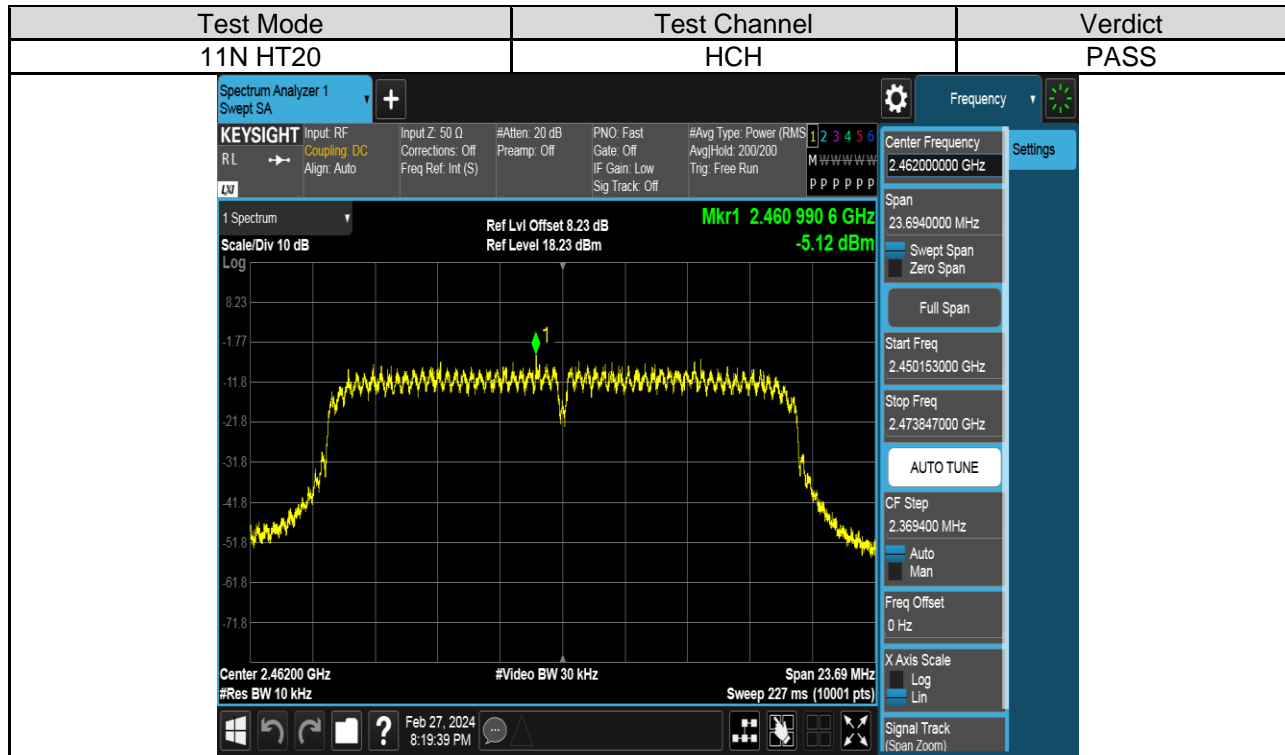 Test Mode Test Channel Verdict
11N HT20 HCH PASS
Spectrum Analyzer 1
Swept SA
+
Frequency
KEYSIGHT Input: RF Input Z: 50 Ω #Atten: 20 dB PNO: Fast #Avg Type: Power (RMS 1 2 3 4 5 6
RL Coupling: DC Corrections: Off Preamp: Off Gate: Off Avg|Hold: 200/200 M W W W W W
Align: Auto Freq Ref: Int (S) IF Gain: Low Trig: Free Run
LXI Sig Track: Off P P P P P P
1 Spectrum
Ref Lvl Offset 8.23 dB Mkr1 2.460 990 6 GHz
Scale/Div 10 dB Ref Level 18.23 dBm -5.12 dBm
Log
8.23
1
-1.77
-11.8
-21.8
-31.8
-41.8
-51.8
-61.8
-71.8
Center 2.46200 GHz #Video BW 30 kHz Span 23.69 MHz
#Res BW 10 kHz Sweep 227 ms (10001 pts)
? Feb 27, 2024
8:19:39 PM
Center Frequency
2.462000000 GHz
Settings
Span
23.6940000 MHz
Swept Span
Zero Span
Full Span
Start Freq
2.450153000 GHz
Stop Freq
2.473847000 GHz
AUTO TUNE
CF Step
2.369400 MHz
Auto
Man
Freq Offset
0 Hz
X Axis Scale
Log
Lin
Signal Track
(Span Zoom)